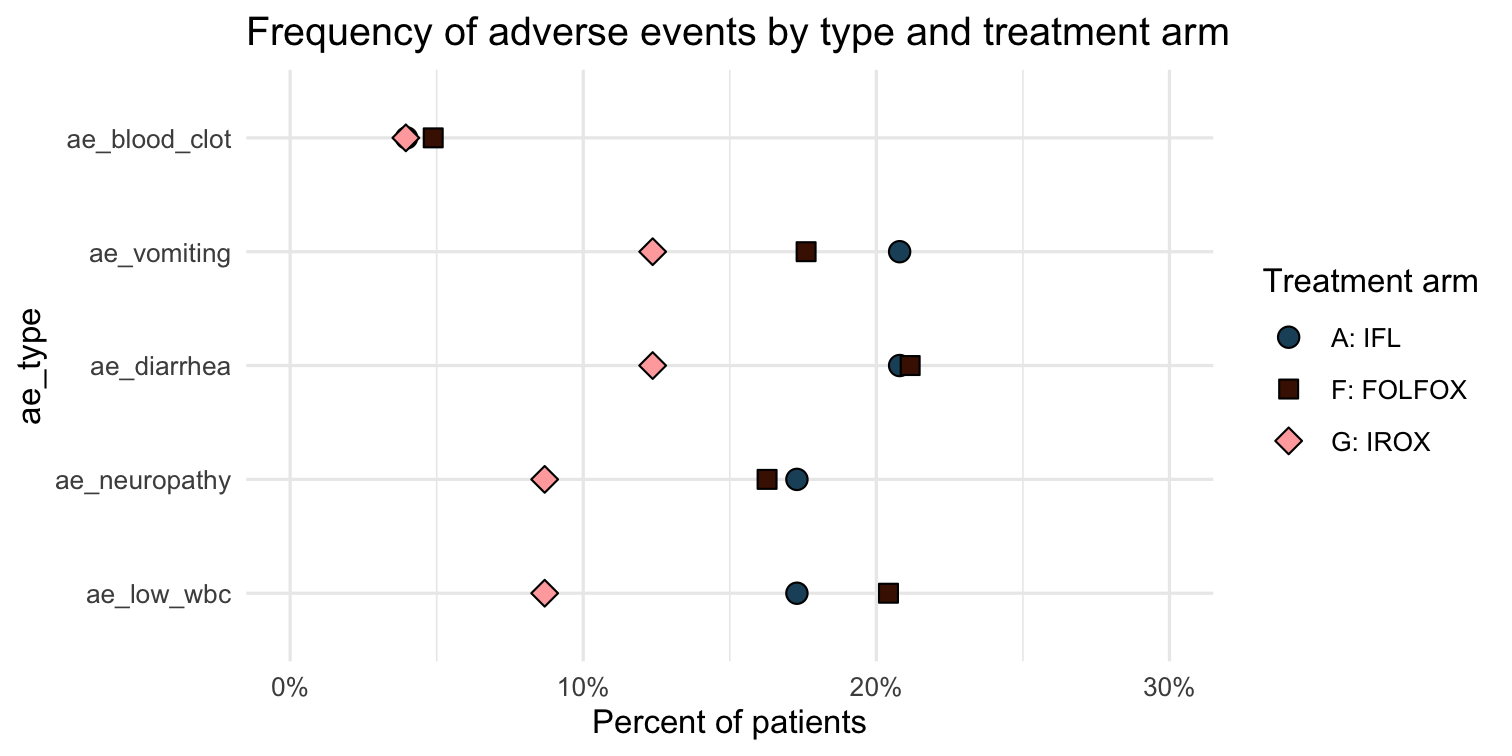 Frequency of adverse events by type and treatment arm
ae_blood_clot
ae_vomiting
ae_diarrhea
ae_neuropathy
ae_low_wbc
ae_type
0% 10% 20% 30%
Percent of patients
Treatment arm
A: IFL
F: FOLFOX
G: IROX